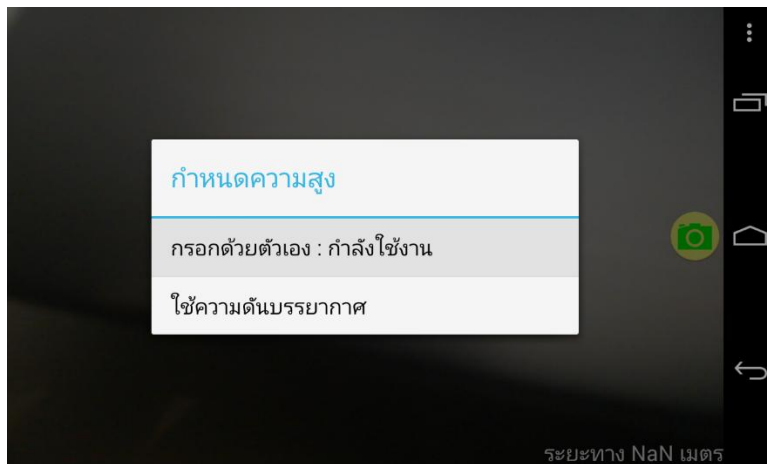 กำหนดความสูง
กรอกด้วยตัวเอง : กำลังใช้งาน
ใช้ความดันบรรยากาศ
ระยะทาง NaN เมตร